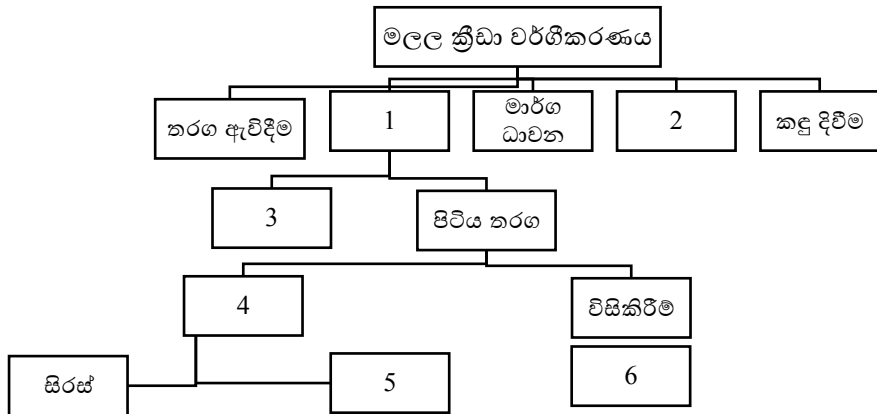 මලල ක්‍රීඩා වර්ගීකරණය
තරග ඇවිදීම
1
මාර්ග
ධාවන
2
කඳු දිවීම
3
පිටිය තරග
4
විසිකිරීම්
සිරස්
5
6